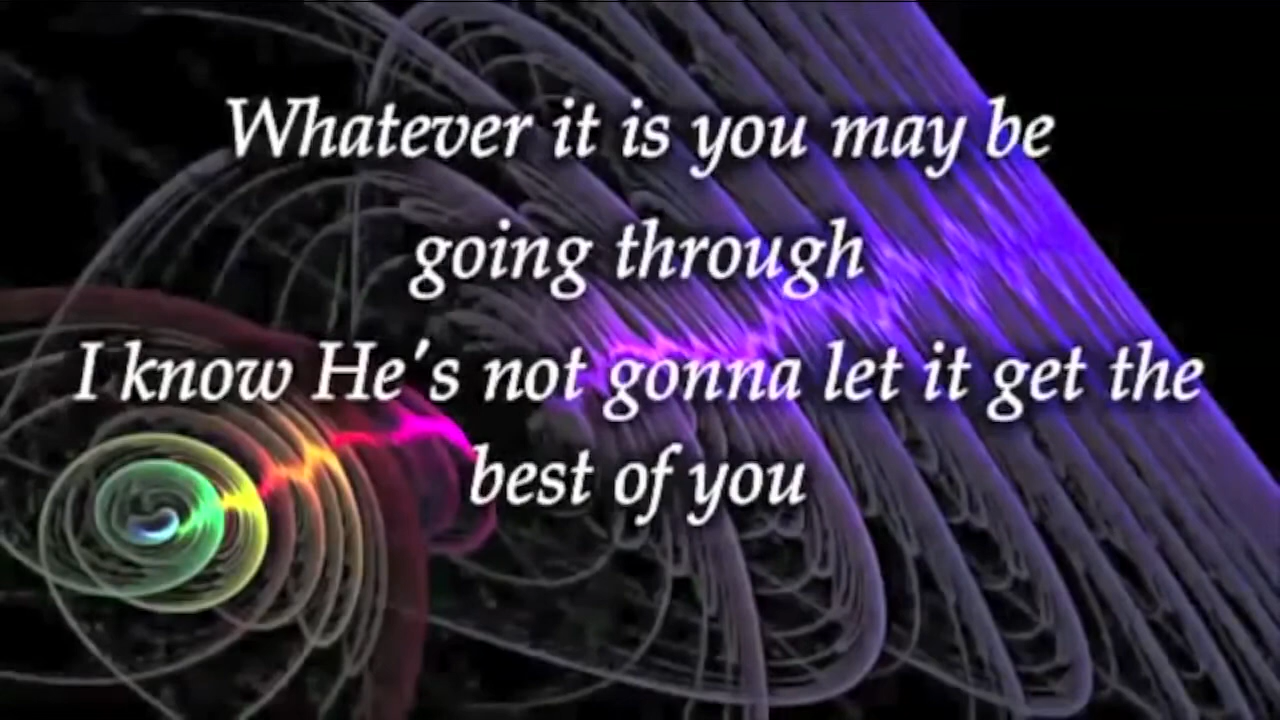 Whatever it is you may be
going through
I know He's not gonna let it get the
best of you